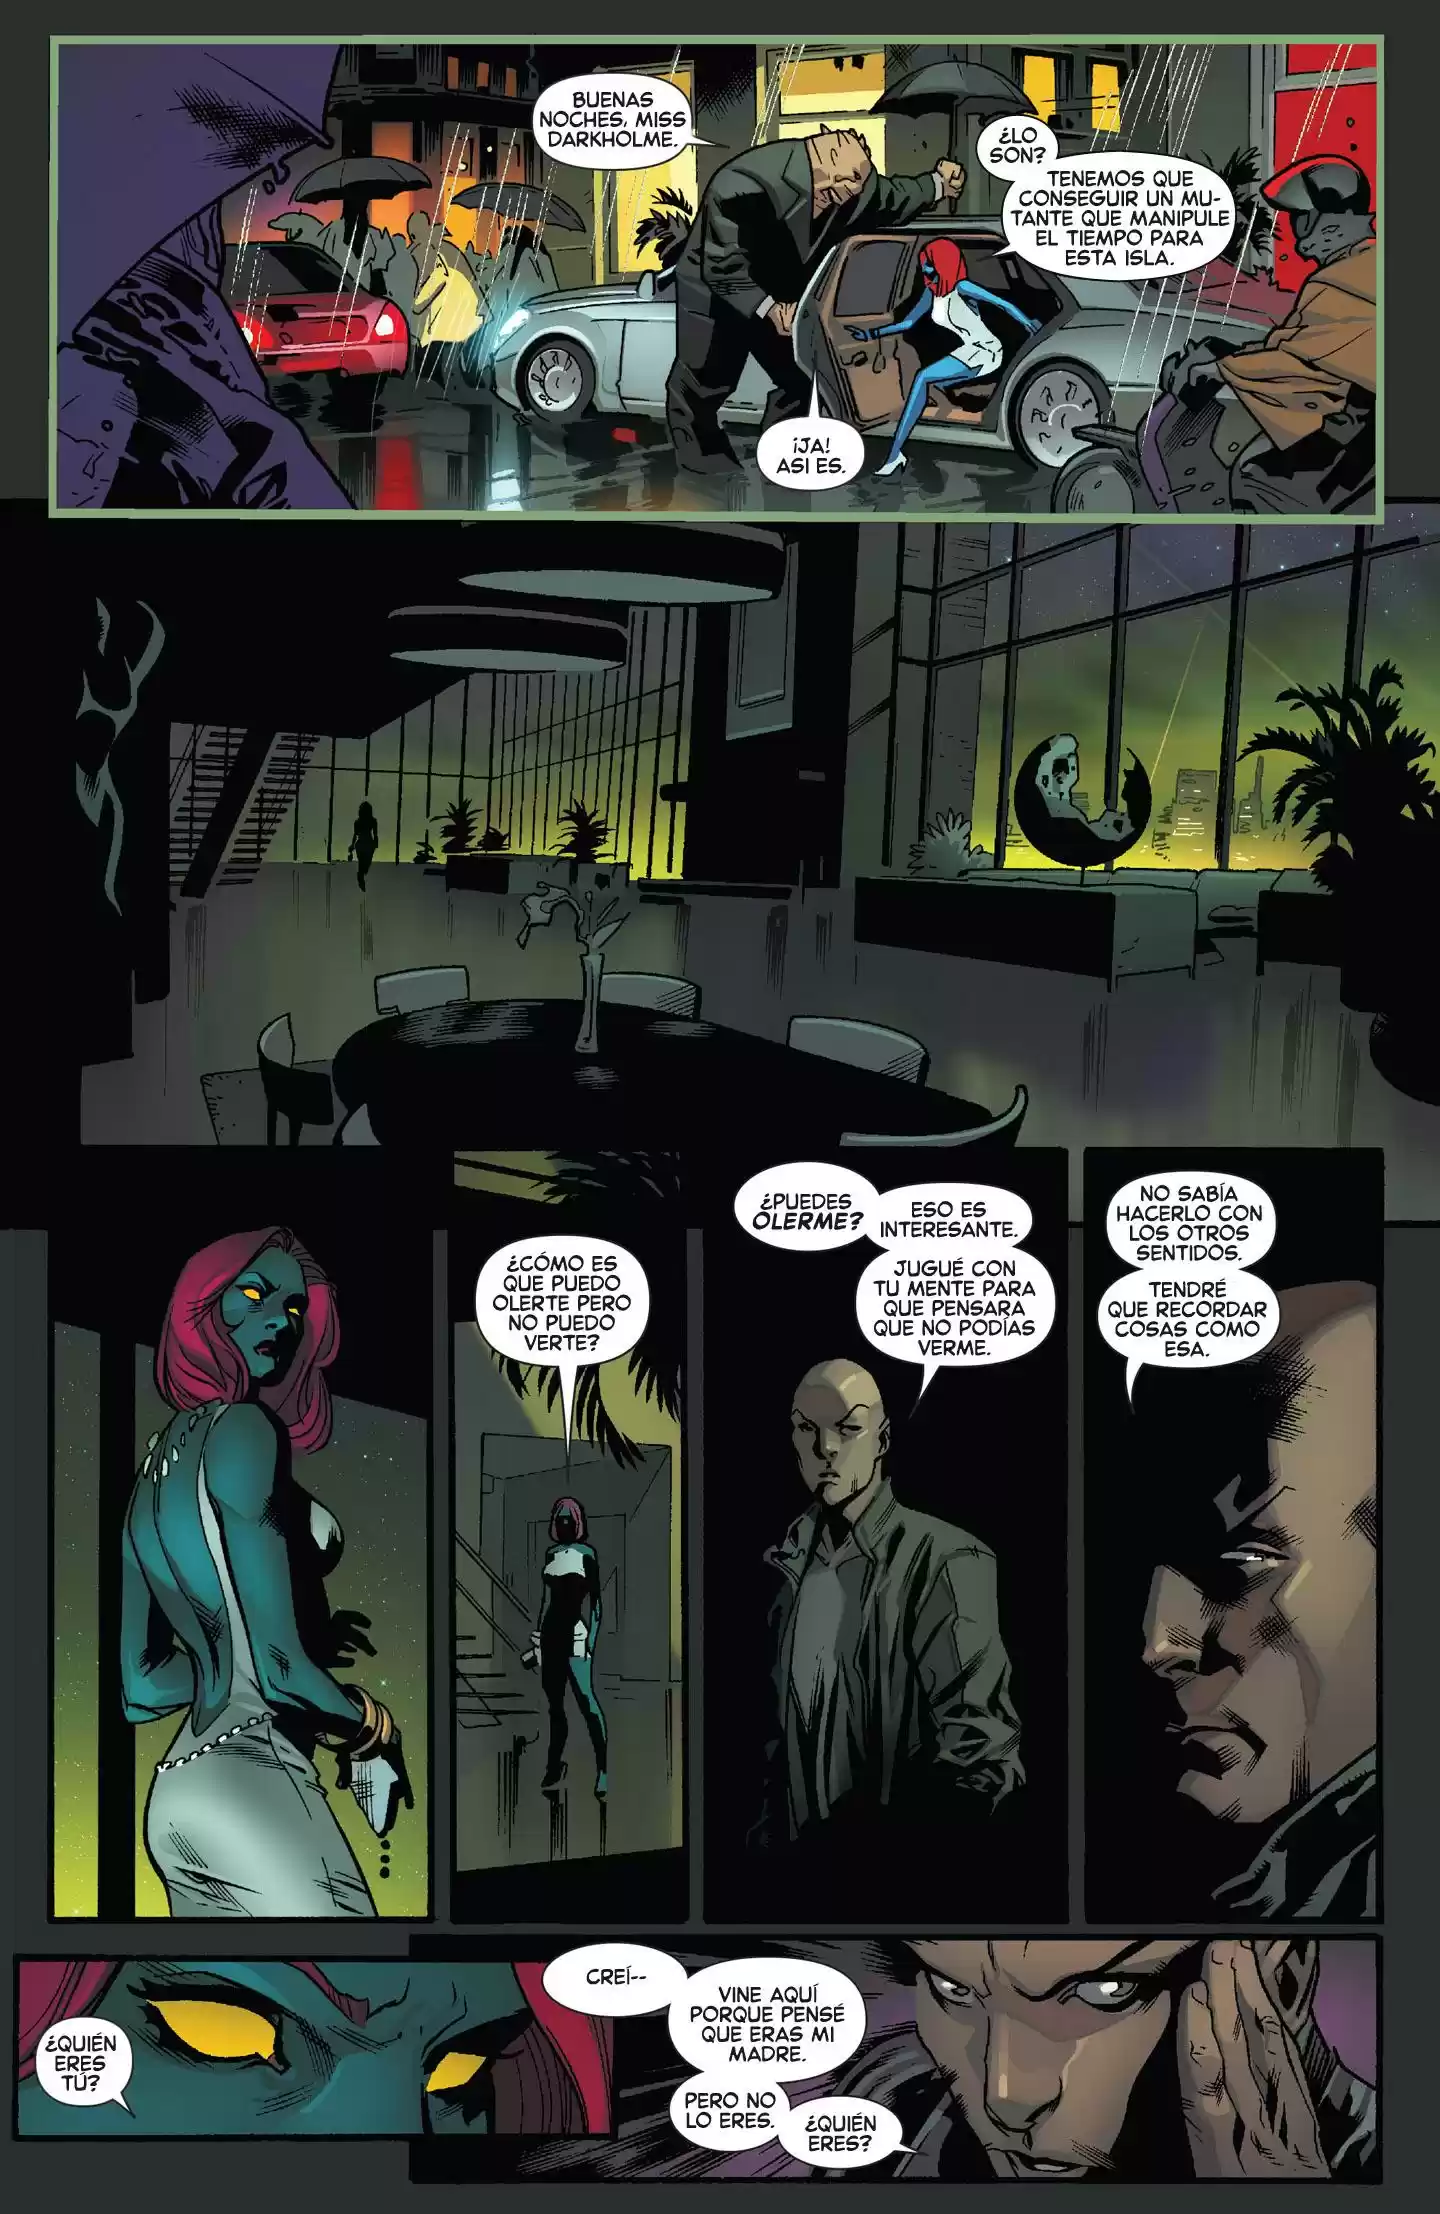 BUENAS
NOCHES, MISS
DARKHOLME.
¿LO
SON?
TENEMOS QUE
CONSEGUIR UN MU-
TANTE QUE MANIPULE
EL TIEMPO PARA
ESTA ISLA.
¡JA!
ASI ES.
¿CÓMO ES
QUE PUEDO
OLERTE PERO
NO PUEDO
VERTE?
¿PUEDES
OLERME?
ESO ES
INTERESANTE.
JUGUÉ CON
TU MENTE PARA
QUE PENSARA
QUE NO PODÍAS
VERME.
NO SABÍA
HACERLO CON
LOS OTROS
SENTIDOS.
TENDRÉ
QUE RECORDAR
COSAS COMO
ESA.
¿QUIÉN
ERES
TÚ?
CREÍ--
VINE AQUÍ
PORQUE PENSÉ
QUE ERAS MI
MADRE.
PERO NO
LO ERES.
¿QUIÉN
ERES?